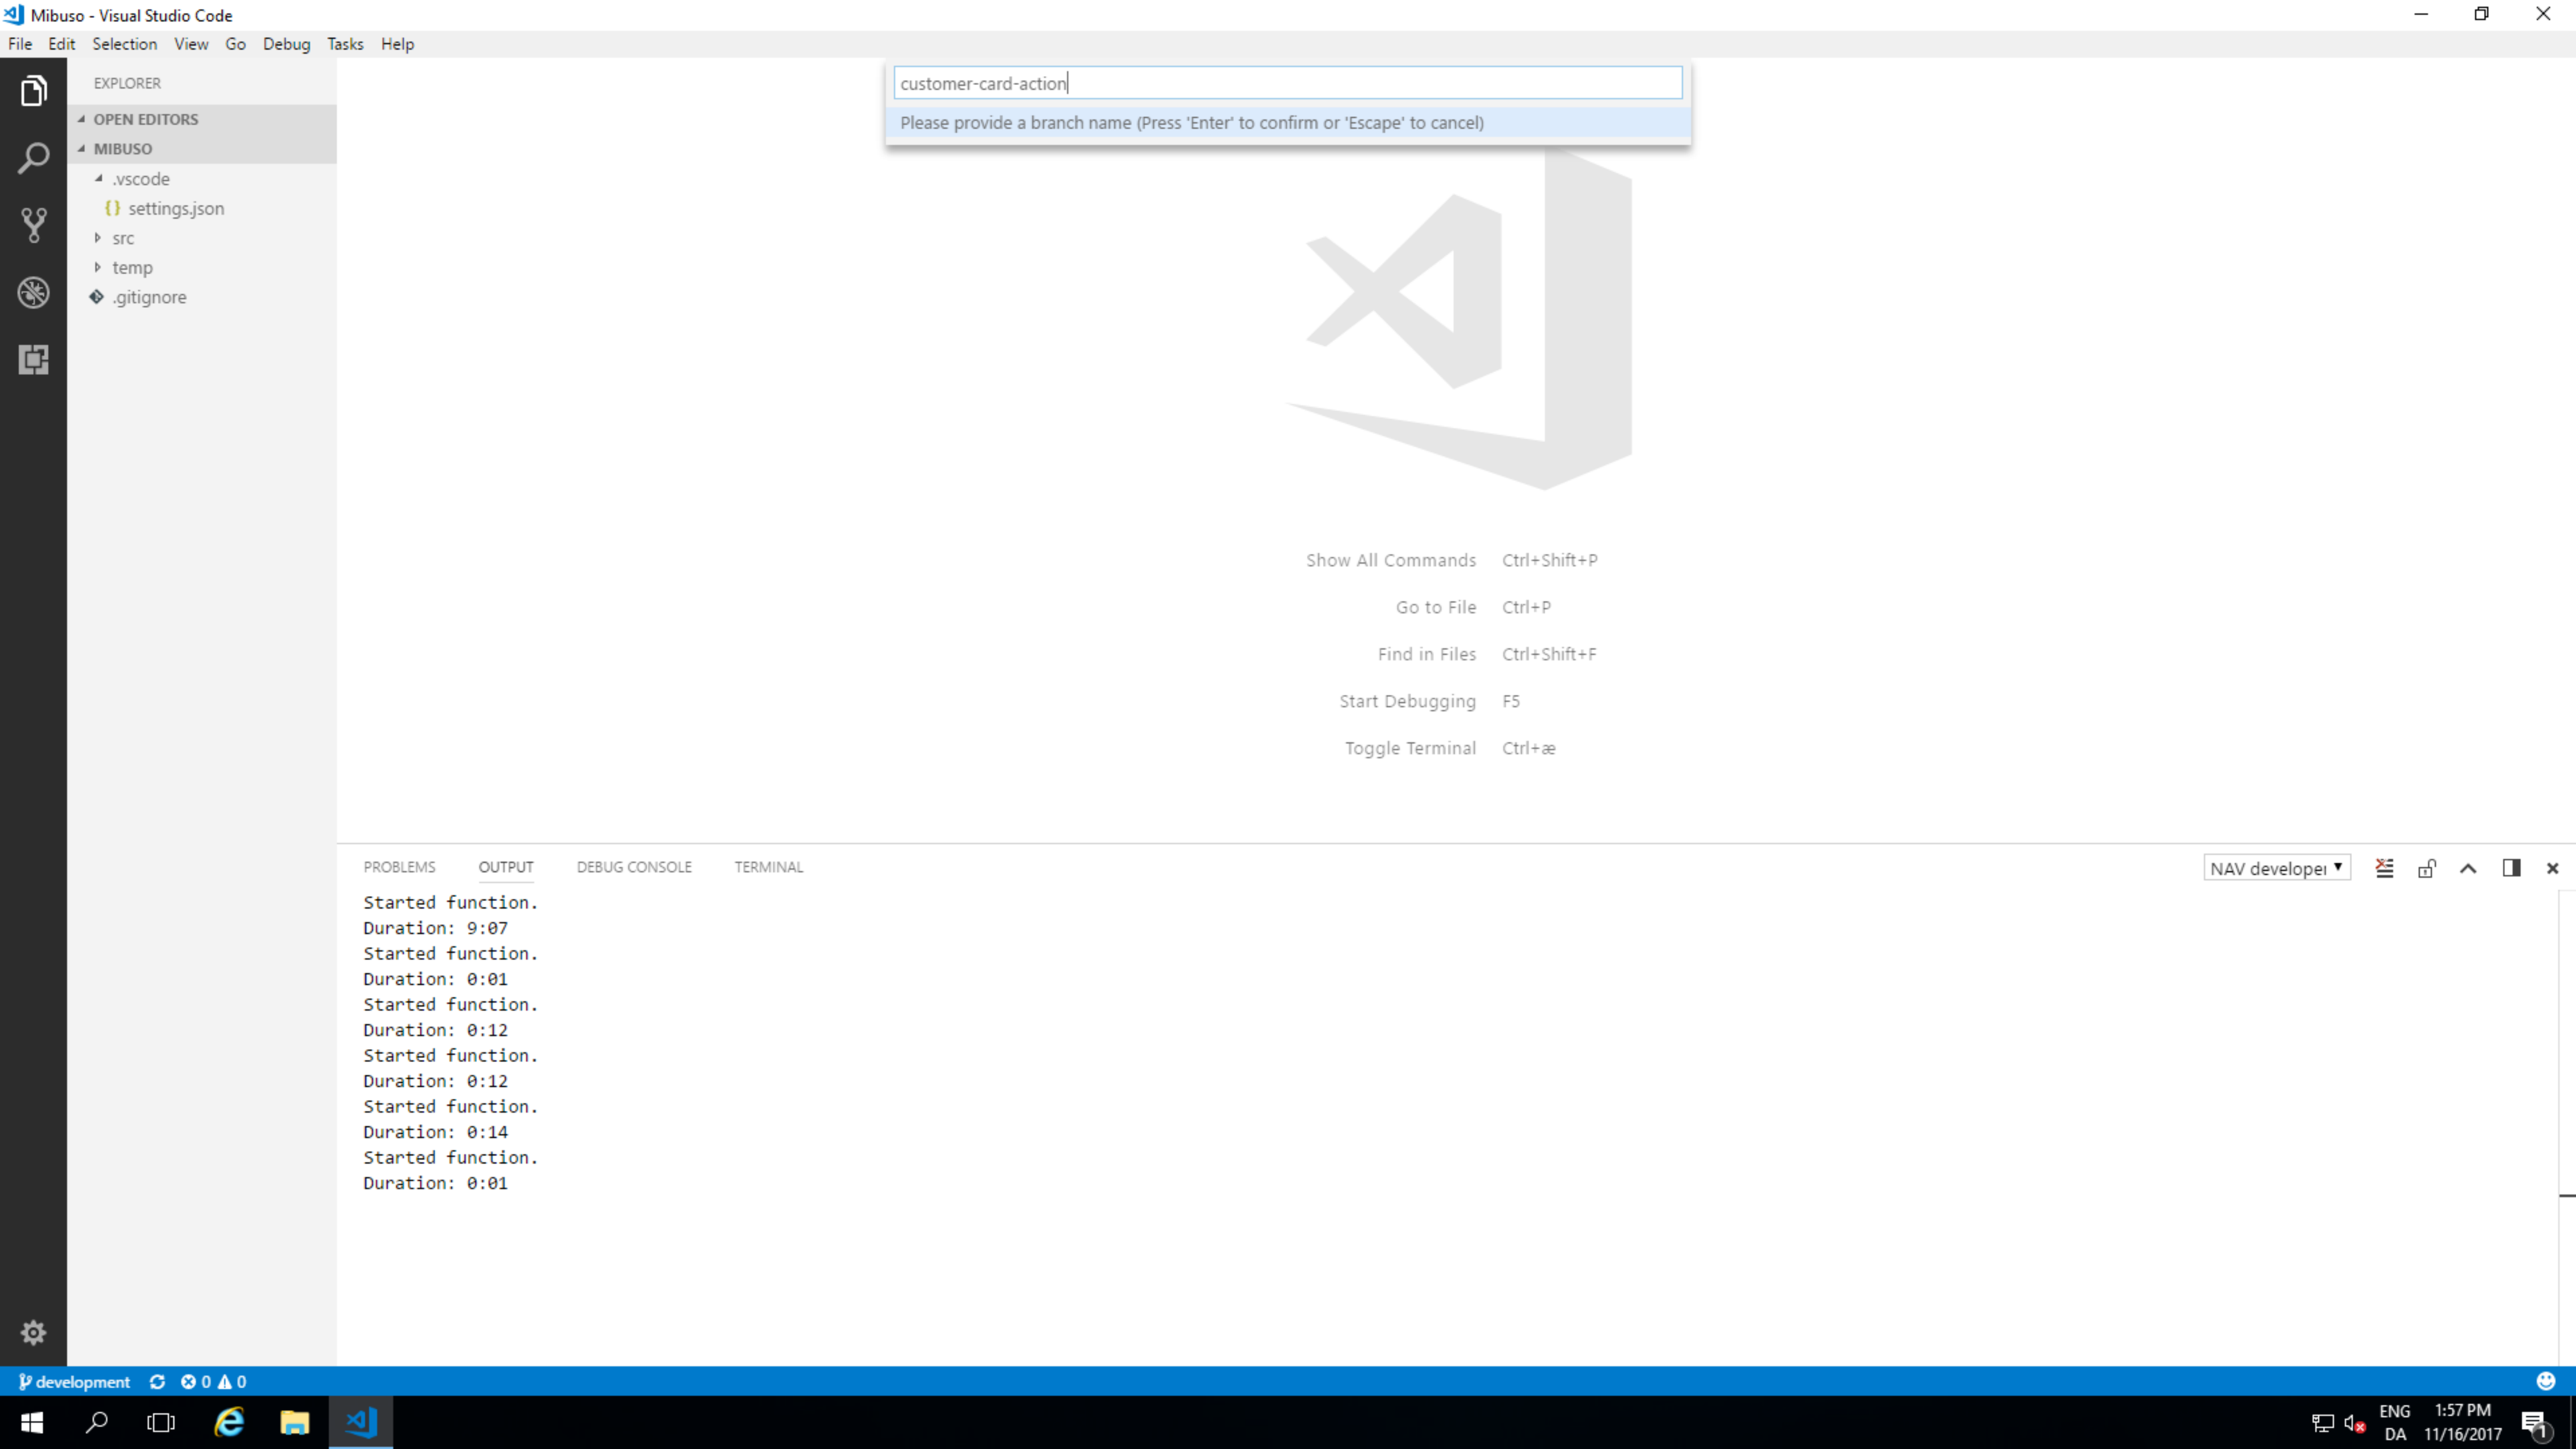 Mibuso - Visual Studio Code
File Edit Selection View Go Debug Tasks Help
customer-card-action
Please provide a branch name (Press 'Enter' to confirm or 'Escape' to cancel)
EXPLORER
OPEN EDITORS
MIBUSO
.vscode
{} settings.json
src
temp
.gitignore
Show All Commands Ctrl+Shift+P
Go to File Ctrl+P
Find in Files Ctrl+Shift+F
Start Debugging F5
Toggle Terminal Ctrl+æ
PROBLEMS OUTPUT DEBUG CONSOLE TERMINAL
NAV developer
Started function.
Duration: 9:07
Started function.
Duration: 0:01
Started function.
Duration: 0:12
Started function.
Duration: 0:12
Started function.
Duration: 0:14
Started function.
Duration: 0:01
development 0 0
ENG 1:57 PM
DA 11/16/2017
1